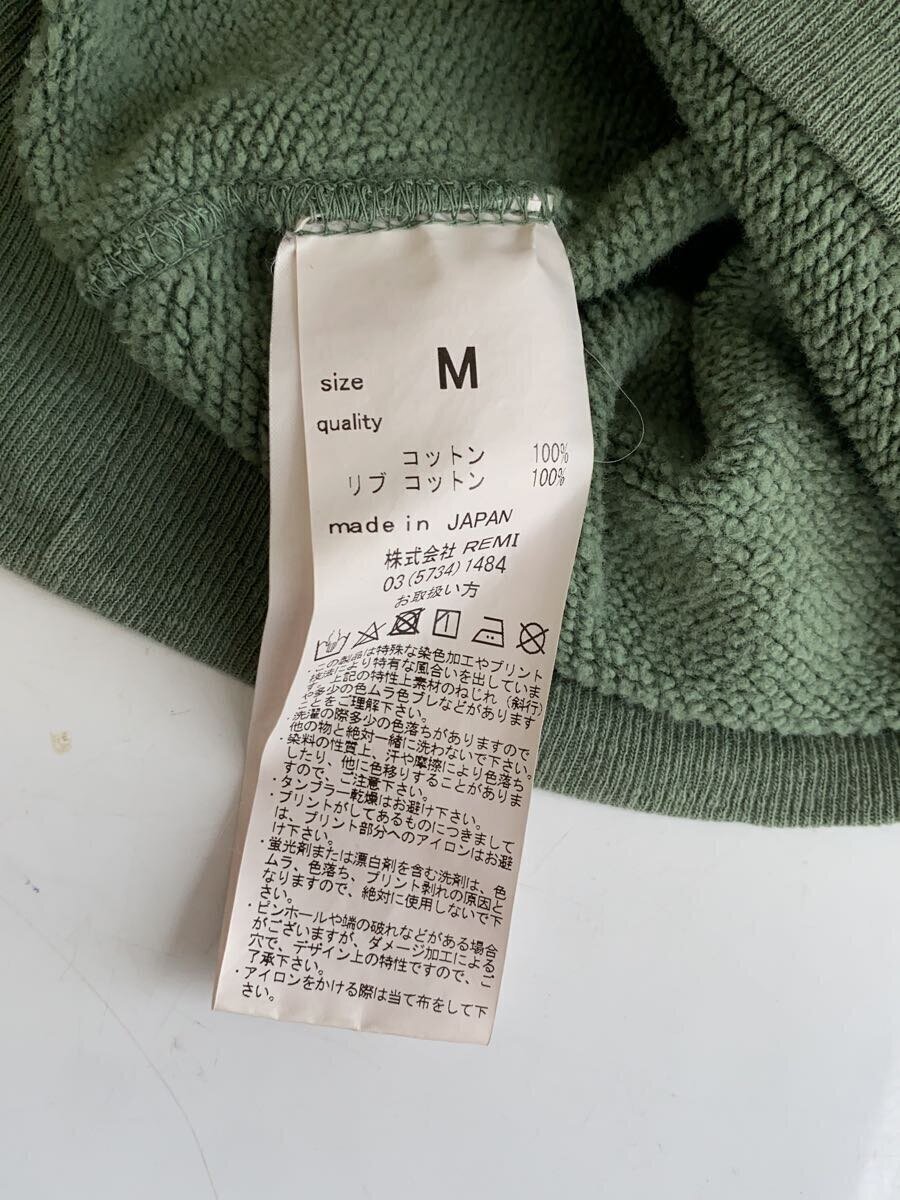 size M
quality
コットン 100%
リブ コットン 100%
made in JAPAN
株式会社 REMI
03(5734)1484
お取扱い方
・この製品は特殊な染色加工やプリント
技法により特有な風合いを出していま
す。上記の特性上素材のねじれ(斜行)
や多少の色ムラ色ブレなどがあります
ことをご理解下さい。
・洗濯の際多少の色落ちがありますので
他の物と絶対一緒に洗わないで下さい。
・染料の性質上、汗や摩擦により色落ち
したり、他に色移りすることがありま
すので、ご注意下さい。
・タンブラー乾燥はお避け下さい。
・プリントがしてあるものにつきまして
は、プリント部分へのアイロンはお避
け下さい。
・蛍光剤または漂白剤を含む洗剤は、色
ムラ、色落ち、プリント剥れの原因と
なりますので、絶対に使用しないで下
さい。
・ピンホールや端の破れなどがある場合
がございますが、ダメージ加工によるご
穴で、デザイン上の特性ですので、
了承下さい。
・アイロンをかける際は当て布をして下
さい。